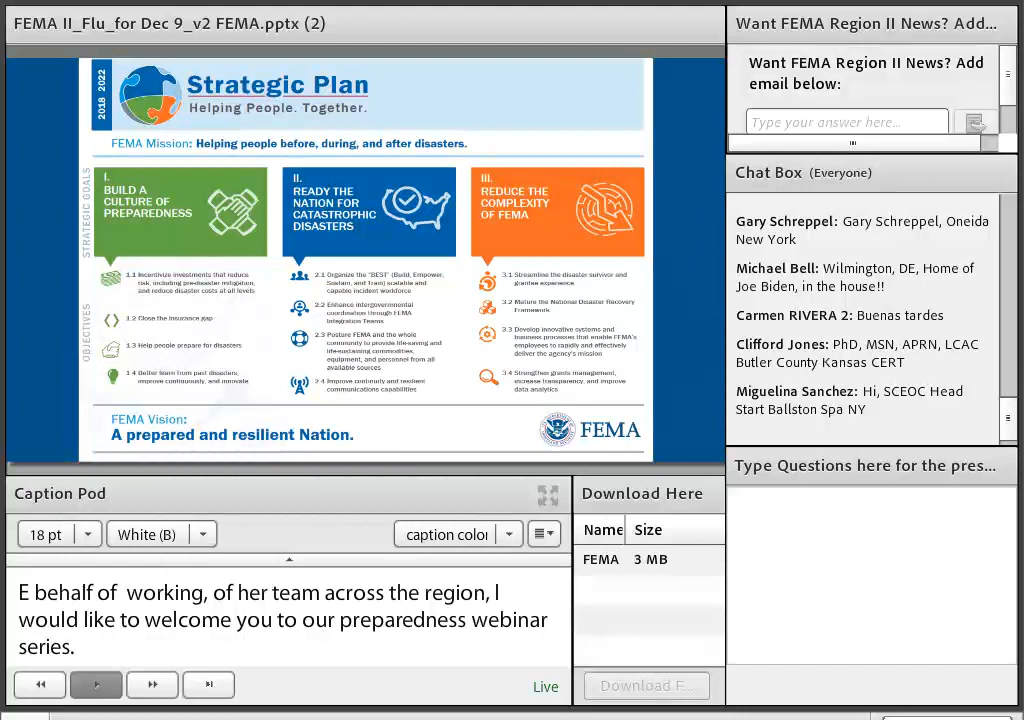 FEMA II_Flu_for Dec 9_v2 FEMA.pptx (2)
2018 2022
Strategic Plan
Helping People. Together.
FEMA Mission: Helping people before, during, and after disasters.
STRATEGIC GOALS
I.
BUILD A
CULTURE OF
PREPAREDNESS
II.
READY THE
NATION FOR
CATASTROPHIC
DISASTERS
III.
REDUCE THE
COMPLEXITY
OF FEMA
OBJECTIVES
1.1 Incentivize investments that reduce
risk, including pre-disaster mitigation,
and reduce disaster costs at all levels
1.2 Close the insurance gap
1.3 Help people prepare for disasters
1.4 Better learn from past disasters,
improve continuously, and innovate
2.1 Organize the "BEST" (Build, Empower,
Sustain, and Train) scalable and
capable incident workforce
2.2 Enhance intergovernmental
coordination through FEMA
Integration Teams
2.3 Posture FEMA and the whole
community to provide life-saving and
life-sustaining commodities,
equipment, and personnel from all
available sources
2.4 Improve continuity and resilient
communications capabilities
3.1 Streamline the disaster survivor and
grantee experience
3.2 Mature the National Disaster Recovery
Framework
3.3 Develop innovative systems and
business processes that enable FEMA's
employees to rapidly and effectively
deliver the agency's mission
3.4 Strengthen grants management,
increase transparency, and improve
data analytics
FEMA Vision:
A prepared and resilient Nation.
FEMA
Want FEMA Region II News? Add...
Want FEMA Region II News? Add
email below:
Type your answer here...
Chat Box (Everyone)
Gary Schreppel: Gary Schreppel, Oneida
New York
Michael Bell: Wilmington, DE, Home of
Joe Biden, in the house!!
Carmen RIVERA 2: Buenas tardes
Clifford Jones: PhD, MSN, APRN, LCAC
Butler County Kansas CERT
Miguelina Sanchez: Hi, SCEOC Head
Start Ballston Spa NY
Type Questions here for the pres...
Caption Pod
18 pt
White (B)
caption color
E behalf of working, of her team across the region, I
would like to welcome you to our preparedness webinar
series.
Live
Download Here
Name Size
FEMA 3 MB
Download F...